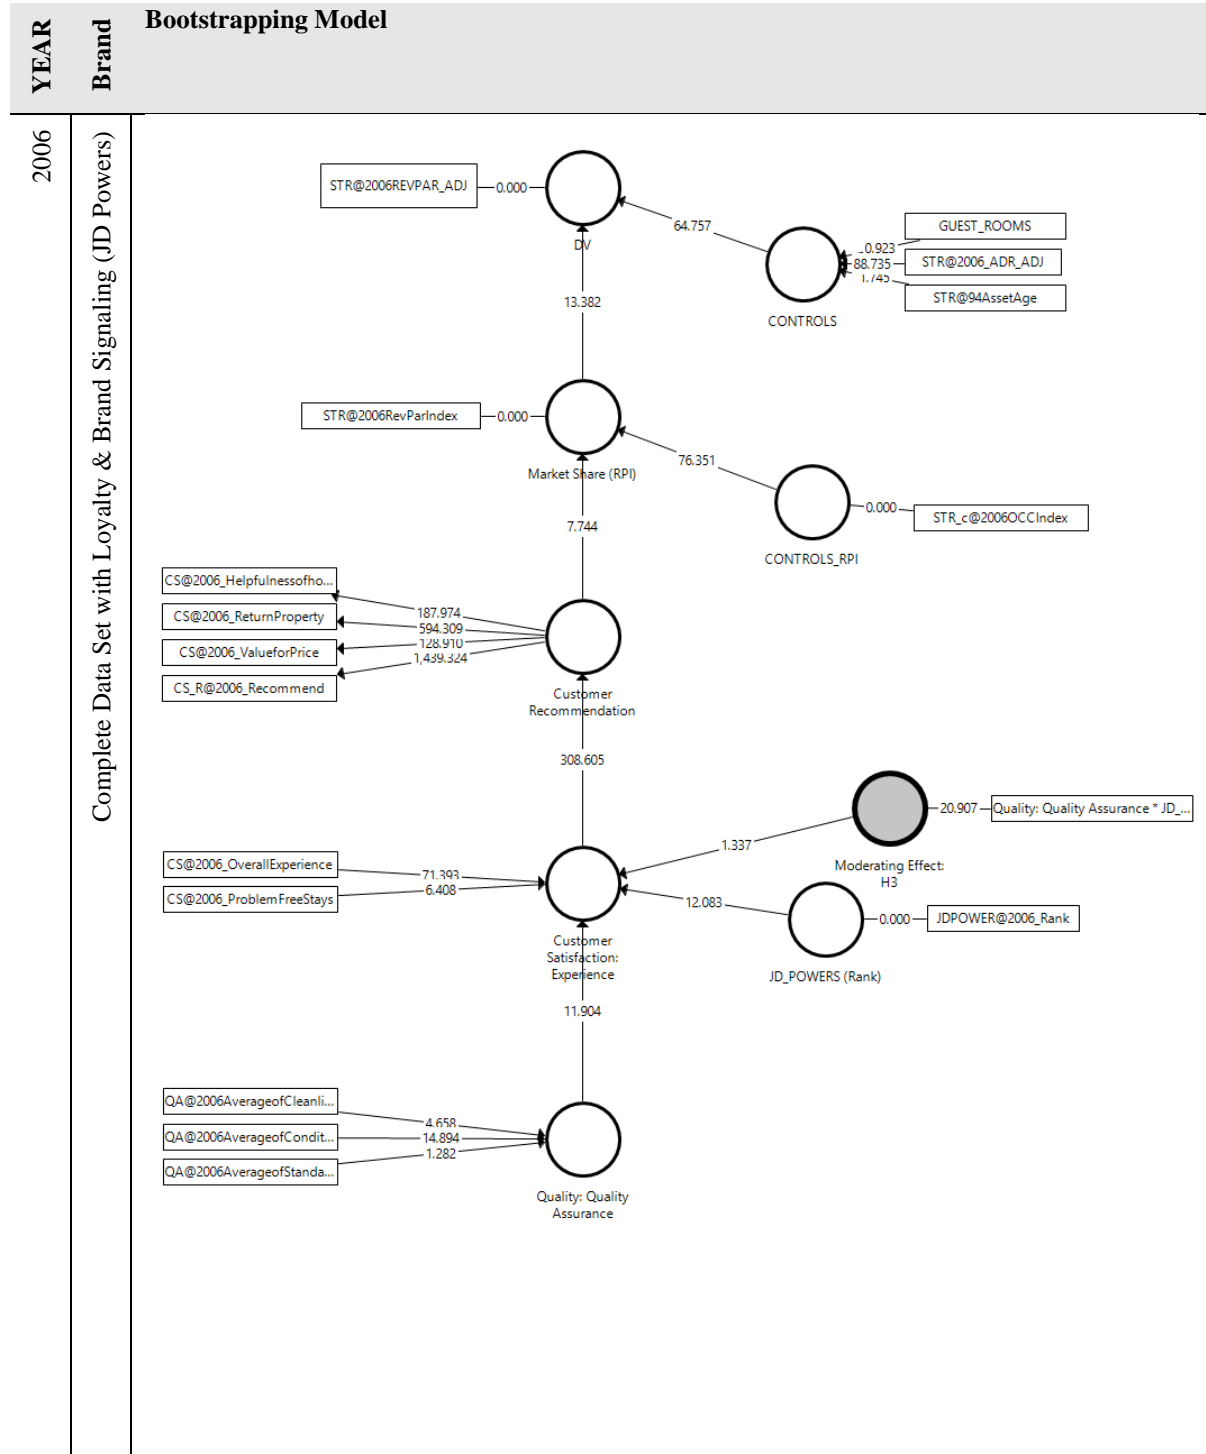 YEAR
Brand
Bootstrapping Model
2006
Complete Data Set with Loyalty & Brand Signaling (JD Powers)
STR@2006REVPAR_ADJ
0.000
DV
64.757
GUEST_ROOMS
0.923
STR@2006_ADR_ADJ
88.735
STR@94AssetAge
1.745
CONTROLS
13.382
STR@2006RevParIndex
0.000
Market Share (RPI)
76.351
0.000
STR_c@2006OCCIndex
CONTROLS_RPI
7.744
CS@2006_Helpfulnessofho...
187.974
CS@2006_ReturnProperty
594.309
CS@2006_ValueforPrice
128.910
CS_R@2006_Recommend
1,439.324
Customer
Recommendation
308.605
20.907
Quality: Quality Assurance * JD_...
1.337
Moderating Effect:
H3
CS@2006_OverallExperience
71.393
CS@2006_ProblemFreeStays
6.408
12.083
0.000
JDPOWER@2006_Rank
JD_POWERS (Rank)
Customer
Satisfaction:
Experience
11.904
QA@2006AverageofCleanli...
4.658
QA@2006AverageofCondit...
14.894
QA@2006AverageofStanda...
1.282
Quality: Quality
Assurance